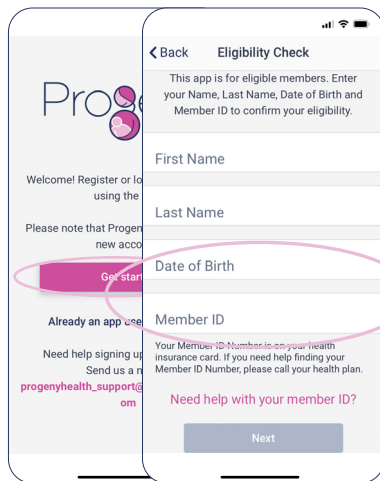 Proge
Welcome! Register or lo
using the
Please note that Progen
new acco
Get start
Already an app use
Need help signing up
Send us a m
progenyhealth_support@
om
Back
Eligibility Check
This app is for eligible members. Enter
your Name, Last Name, Date of Birth and
Member ID to confirm your eligibility.
First Name
Last Name
Date of Birth
Member ID
Your Member ID Number is on your health
insurance card. If you need help finding your
Member ID Number, please call your health plan.
Need help with your member ID?
Next